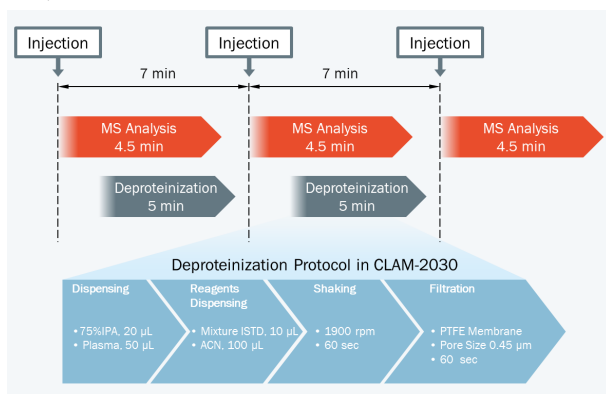 Injection
Injection
Injection
7 min
7 min
MS Analysis
4.5 min
MS Analysis
4.5 min
MS Analysis
4.5 min
Deproteinization
5 min
Deproteinization
5 min
Deproteinization Protocol in CLAM-2030
Dispensing
•75%IPA, 20 µL
• Plasma, 50 µL
Reagents
Dispensing
• Mixture ISTD, 10 µL
• ACN, 100 µL
Shaking
• 1900 rpm
• 60 sec
Filtration
• PTFE Membrane
• Pore Size 0.45 µm
• 60 sec